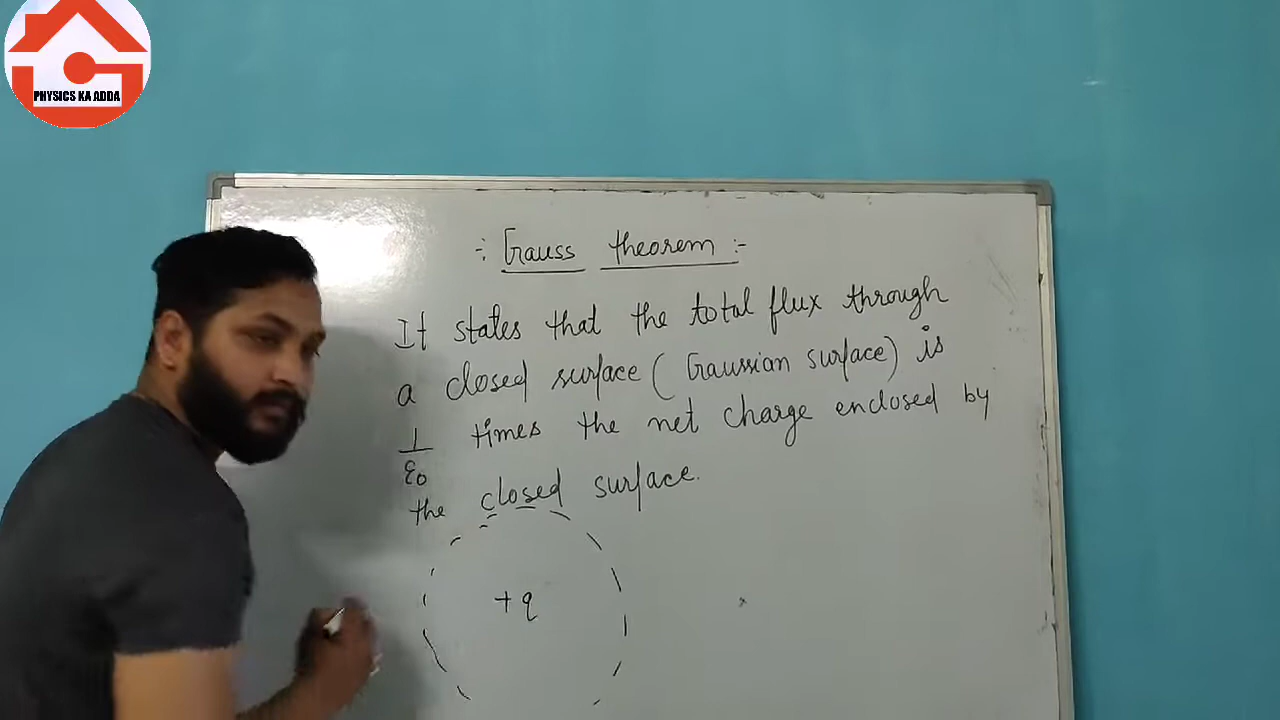 PHYSICS KA ADDA
÷ Gauss theorem :-
It states that the total flux through
a closed surface ( Gaussian surface) is
1/ε0 times the net charge enclosed by
the closed surface.
+q